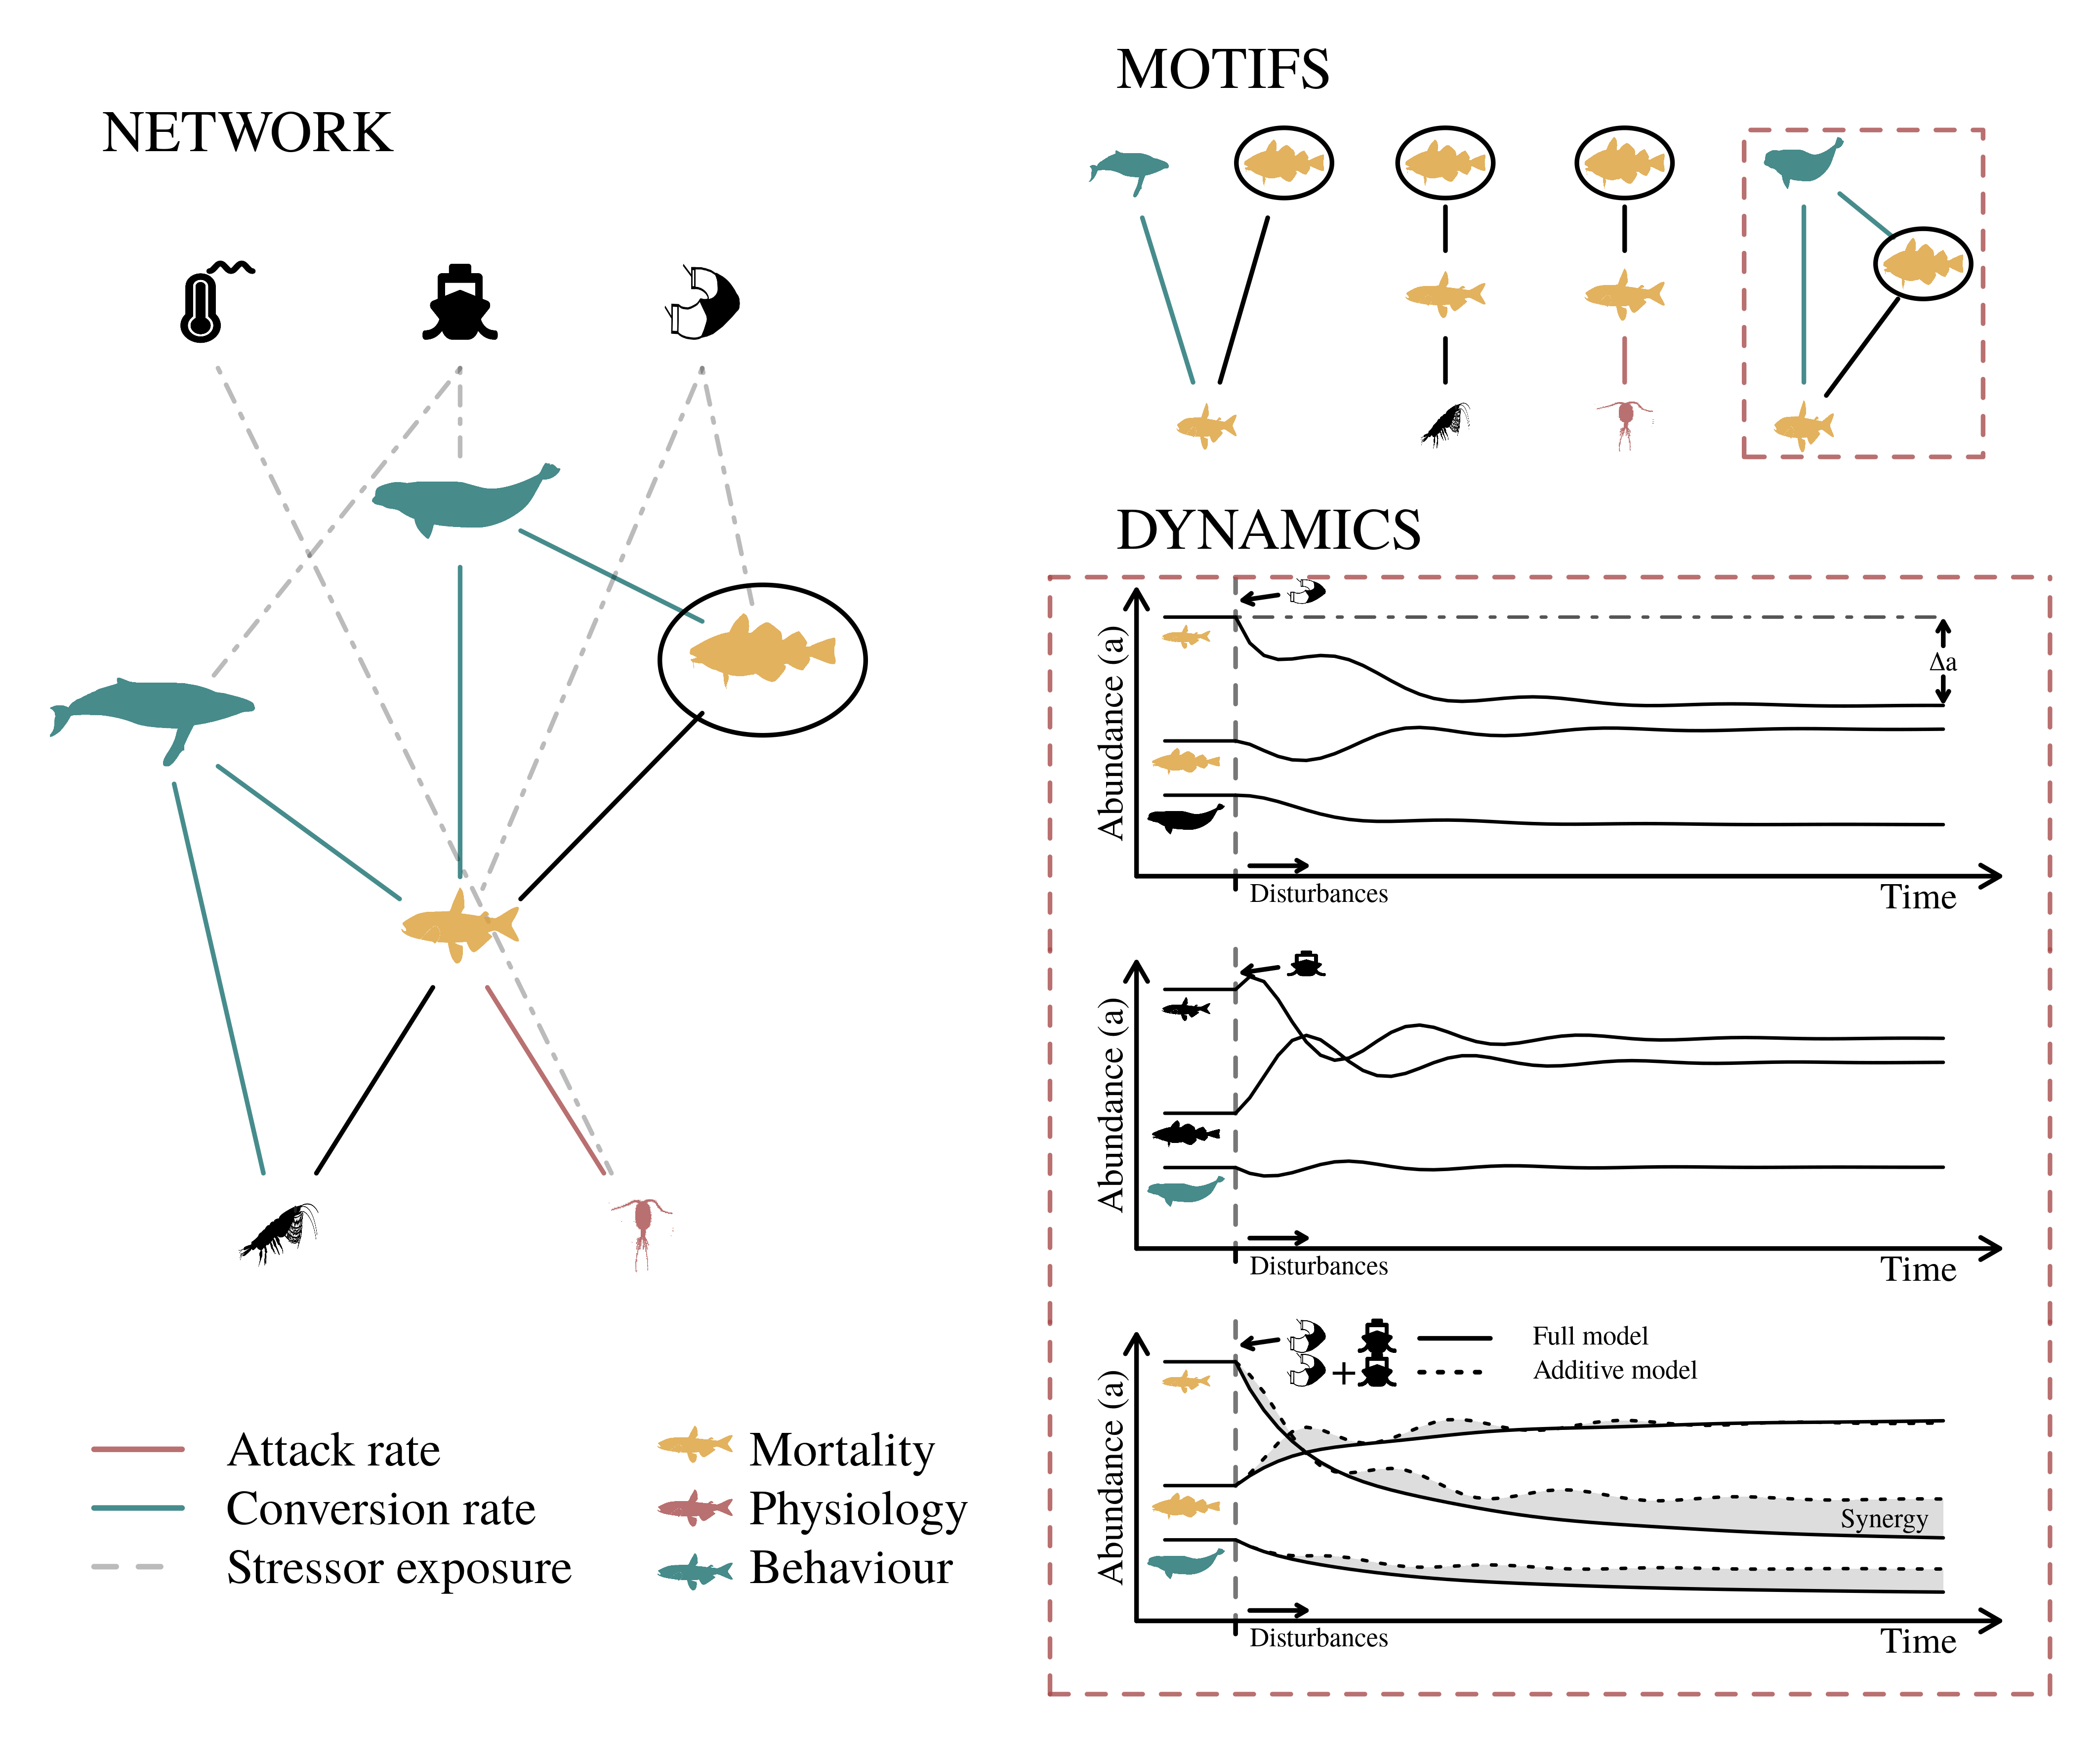 NETWORK
Attack rate
Conversion rate
Stressor exposure
Mortality
Physiology
Behaviour
MOTIFS
DYNAMICS
Abundance (a)
Δa
Disturbances
Time
Abundance (a)
Disturbances
Time
Abundance (a)
Full model
+
Additive model
Synergy
Disturbances
Time